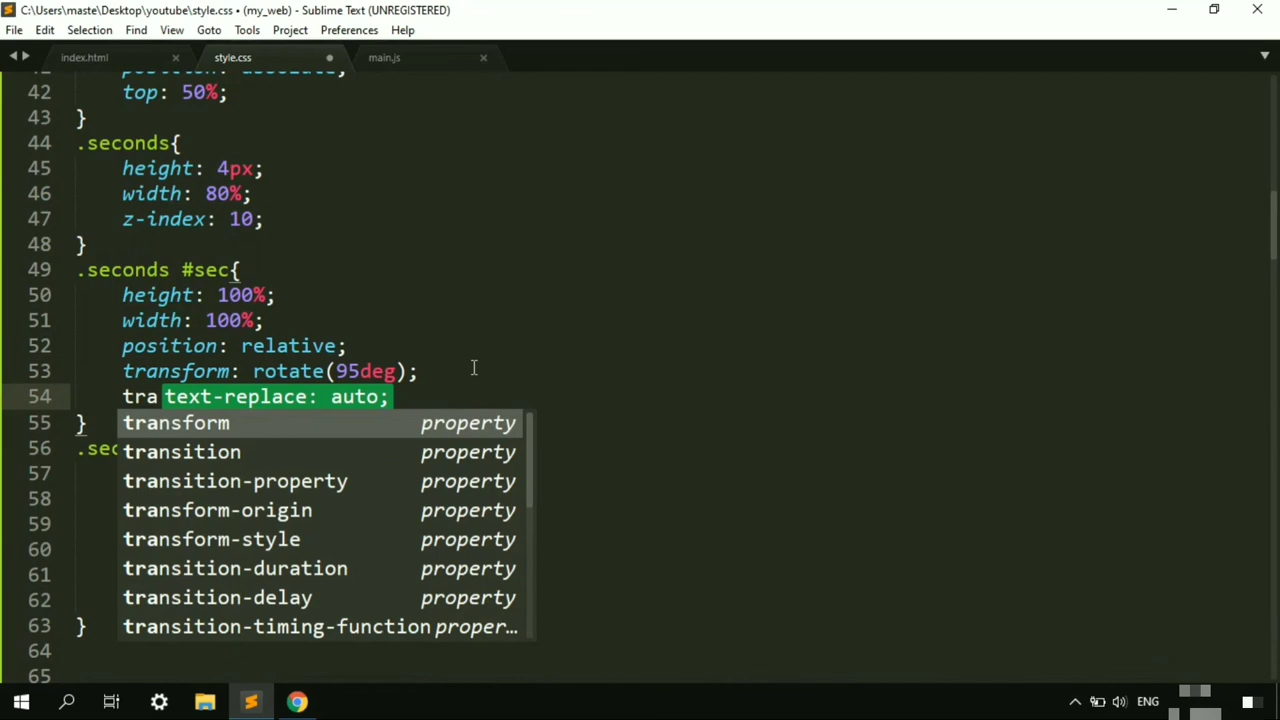 C:\Users\maste\Desktop\youtube\style.css • (my_web) - Sublime Text (UNREGISTERED)
File Edit Selection Find View Goto Tools Project Preferences Help
index.html style.css main.js
42 top: 50%;
43 }
44 .seconds{
45 height: 4px;
46 width: 80%;
47 z-index: 10;
48 }
49 .seconds #sec{
50 height: 100%;
51 width: 100%;
52 position: relative;
53 transform: rotate(95deg);
54 tra text-replace: auto;
55 } transform property
56 .sec transition property
57 transition-property property
58 transform-origin property
59 transform-style property
60
61 transition-duration property
62 transition-delay property
63 } transition-timing-function proper…
64
65
ENG